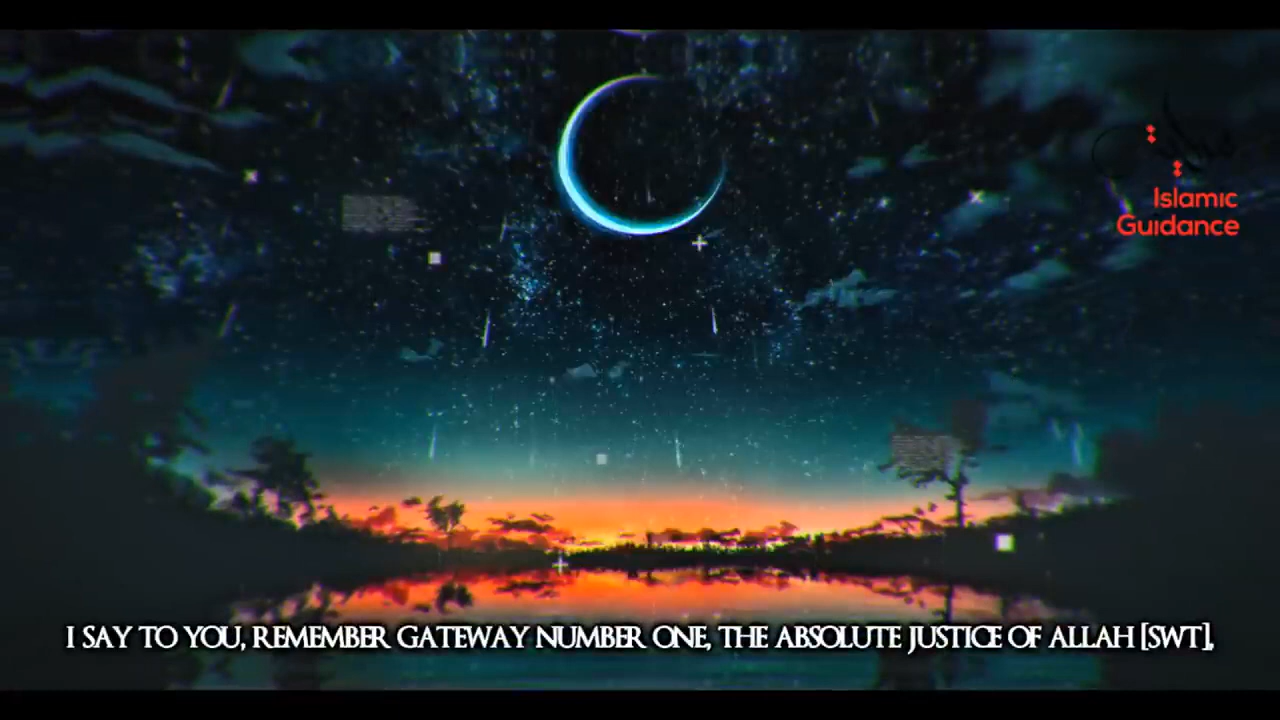 Islamic
Guidance
I SAY TO YOU, REMEMBER GATEWAY NUMBER ONE, THE ABSOLUTE JUSTICE OF ALLAH [SWT],